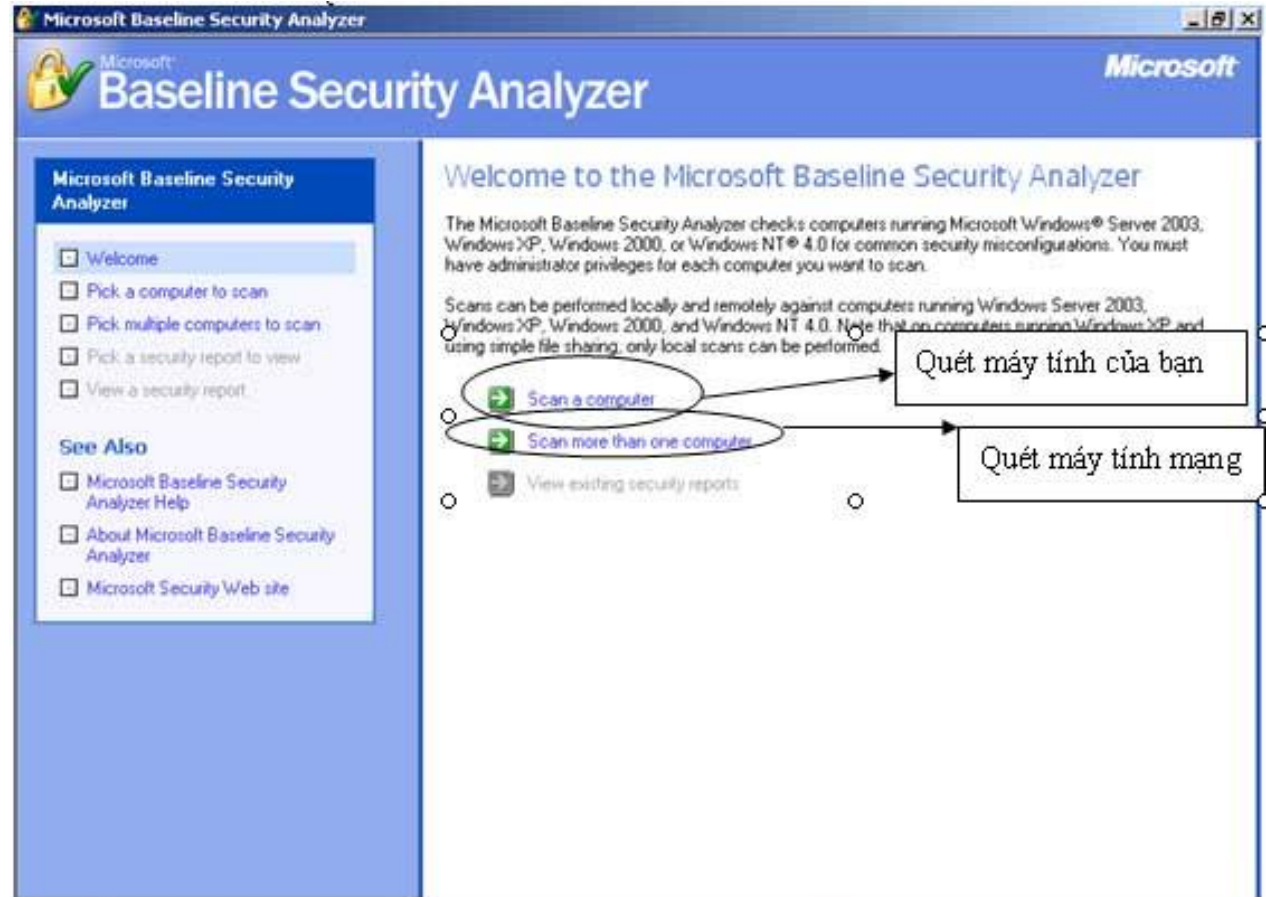 Microsoft Baseline Security Analyzer
Microsoft
Baseline Security Analyzer
Microsoft
Microsoft Baseline Security
Analyzer
Welcome
Pick a computer to scan
Pick multiple computers to scan
Pick a security report to view
View a security report
See Also
Microsoft Baseline Security
Analyzer Help
About Microsoft Baseline Security
Analyzer
Microsoft Security Web site
Welcome to the Microsoft Baseline Security Analyzer
The Microsoft Baseline Security Analyzer checks computers running Microsoft Windows® Server 2003,
Windows XP, Windows 2000, or Windows NT® 4.0 for common security misconfigurations. You must
have administrator privileges for each computer you want to scan.
Scans can be performed locally and remotely against computers running Windows Server 2003,
Windows XP, Windows 2000, and Windows NT 4.0. Note that on computers running Windows XP and
using simple file sharing, only local scans can be performed.
Scan a computer
Scan more than one computer
View existing security reports
Quét máy tính của bạn
Quét máy tính mạng